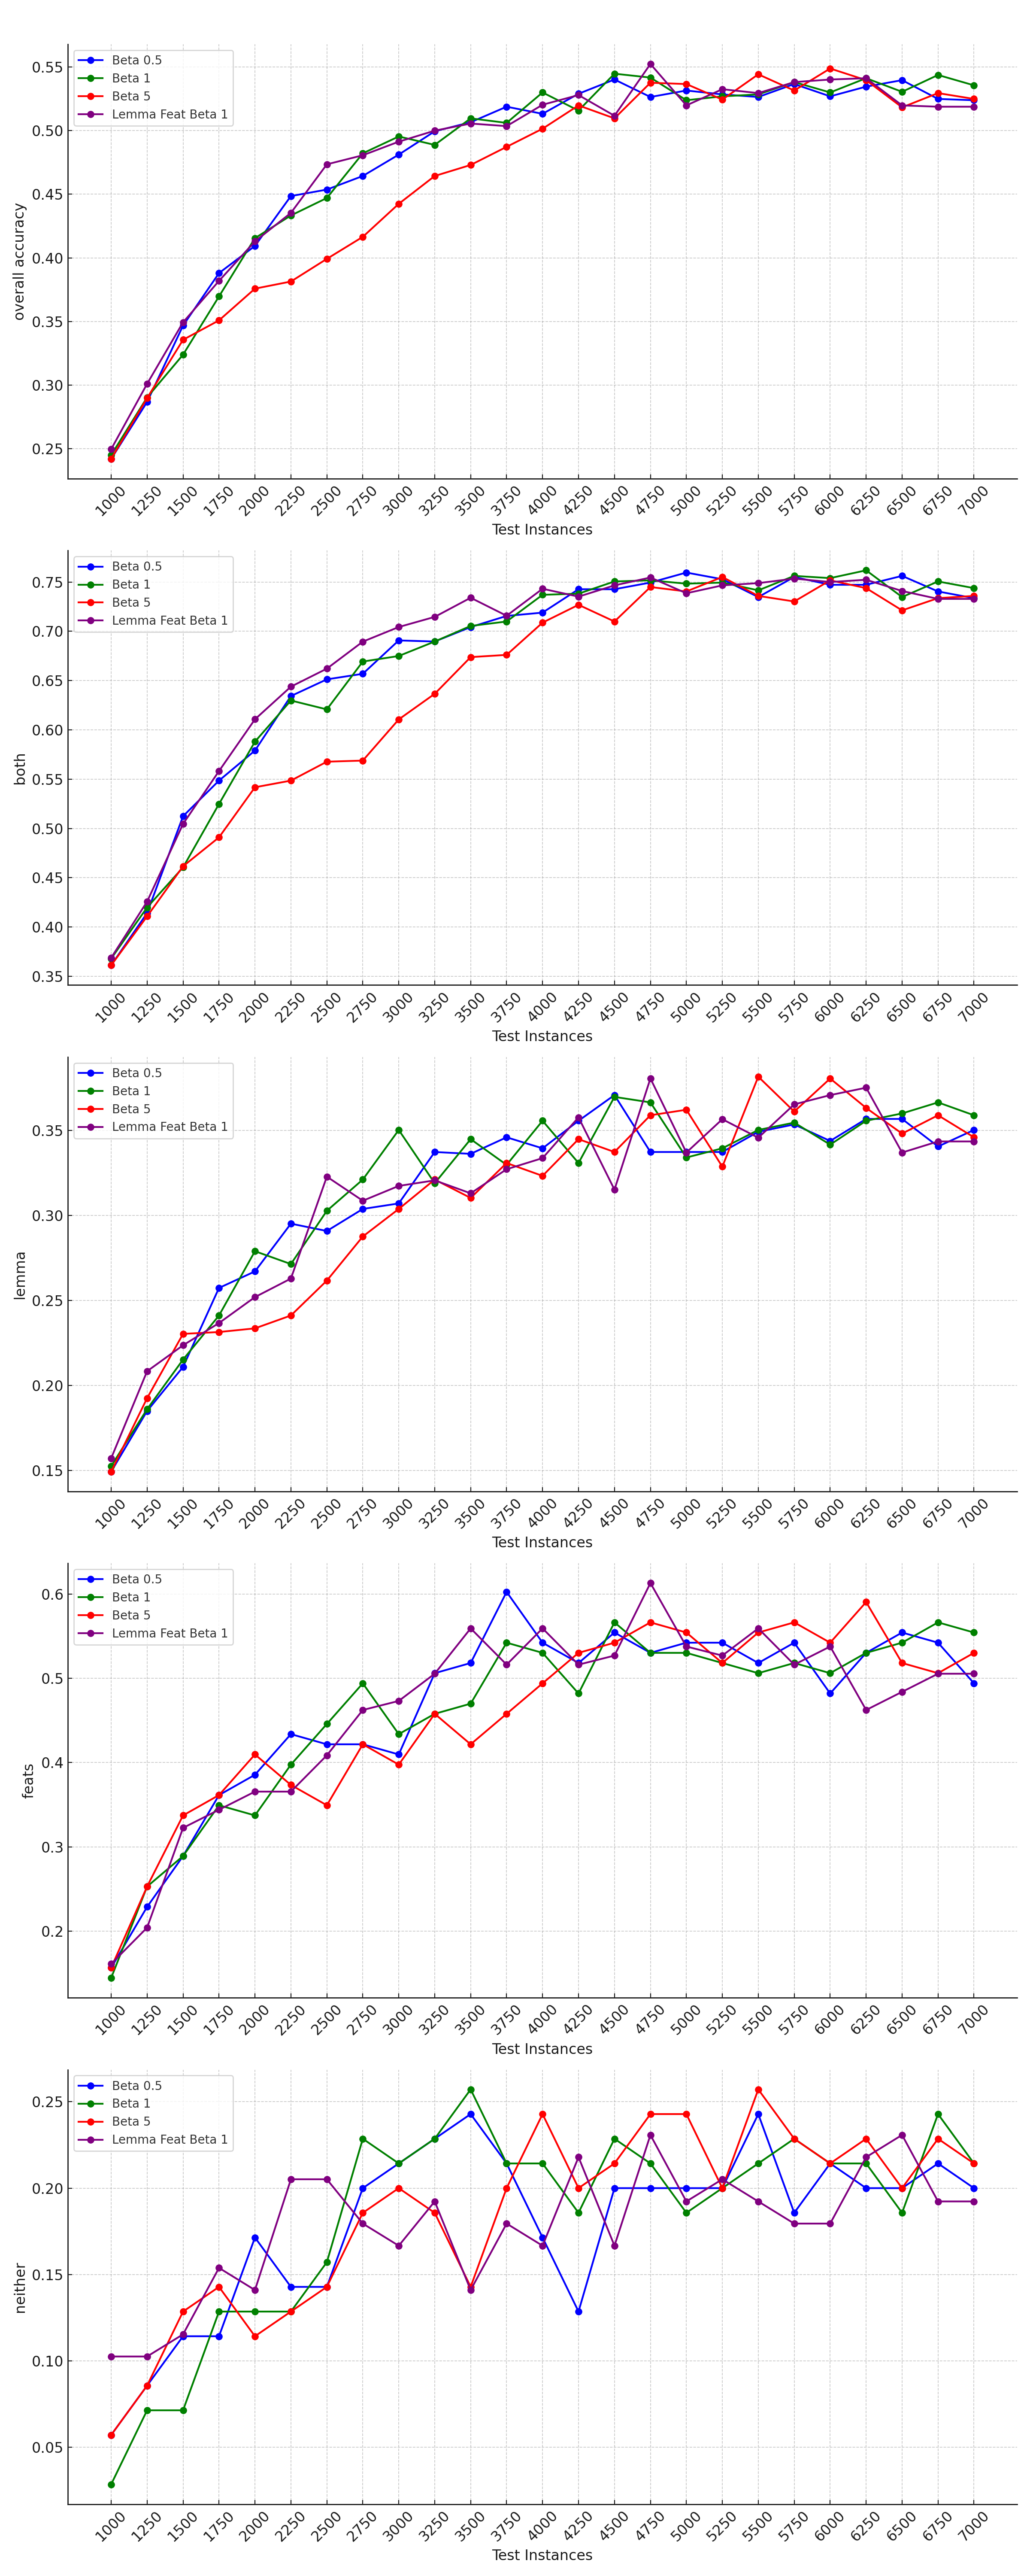 Beta 0.5
Beta 1
Beta 5
Lemma Feat Beta 1
overall accuracy
0.55
0.50
0.45
0.40
0.35
0.30
0.25
1000 1250 1500 1750 2000 2250 2500 2750 3000 3250 3500 3750 4000 4250 4500 4750 5000 5250 5500 5750 6000 6250 6500 6750 7000
Test Instances
Beta 0.5
Beta 1
Beta 5
Lemma Feat Beta 1
both
0.75
0.70
0.65
0.60
0.55
0.50
0.45
0.40
0.35
1000 1250 1500 1750 2000 2250 2500 2750 3000 3250 3500 3750 4000 4250 4500 4750 5000 5250 5500 5750 6000 6250 6500 6750 7000
Test Instances
Beta 0.5
Beta 1
Beta 5
Lemma Feat Beta 1
lemma
0.35
0.30
0.25
0.20
0.15
1000 1250 1500 1750 2000 2250 2500 2750 3000 3250 3500 3750 4000 4250 4500 4750 5000 5250 5500 5750 6000 6250 6500 6750 7000
Test Instances
Beta 0.5
Beta 1
Beta 5
Lemma Feat Beta 1
feats
0.6
0.5
0.4
0.3
0.2
1000 1250 1500 1750 2000 2250 2500 2750 3000 3250 3500 3750 4000 4250 4500 4750 5000 5250 5500 5750 6000 6250 6500 6750 7000
Test Instances
Beta 0.5
Beta 1
Beta 5
Lemma Feat Beta 1
neither
0.25
0.20
0.15
0.10
0.05
1000 1250 1500 1750 2000 2250 2500 2750 3000 3250 3500 3750 4000 4250 4500 4750 5000 5250 5500 5750 6000 6250 6500 6750 7000
Test Instances